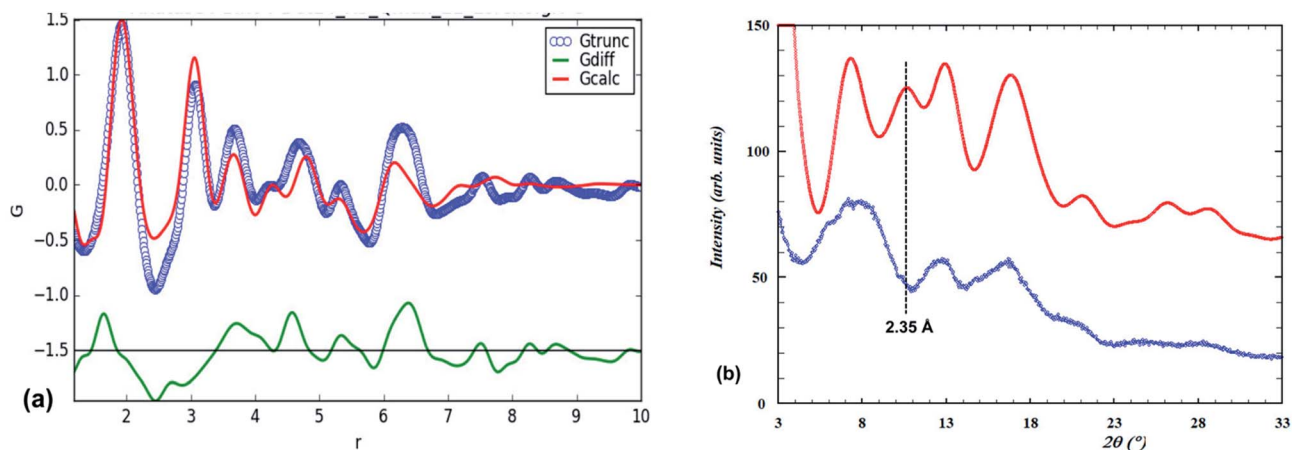 1.5
1.0
0.5
0.0
−0.5
−1.0
−1.5
G
Gtrunc
Gdiff
Gcalc
2 3 4 5 6 7 8 9 10
r
(a)
150
100
50
0
Intensity (arb. units)
2.35 Å
3 8 13 18 23 28 33
2θ (°)
(b)